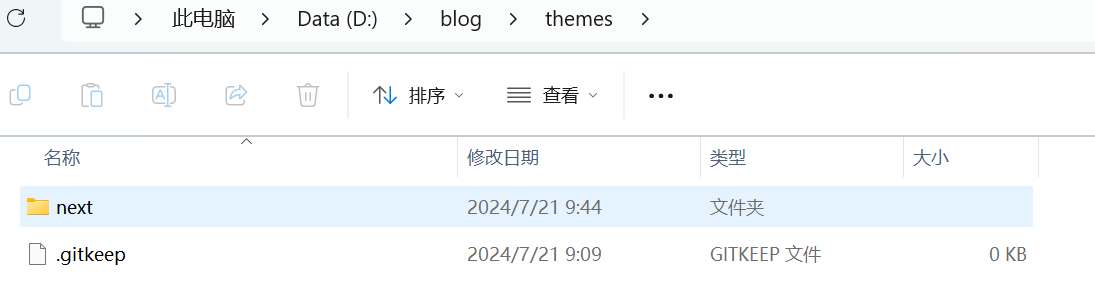 此电脑 > Data (D:) > blog > themes >
排序 查看 •••
名称 修改日期 类型 大小
next 2024/7/21 9:44 文件夹
.gitkeep 2024/7/21 9:09 GITKEEP 文件 0 KB